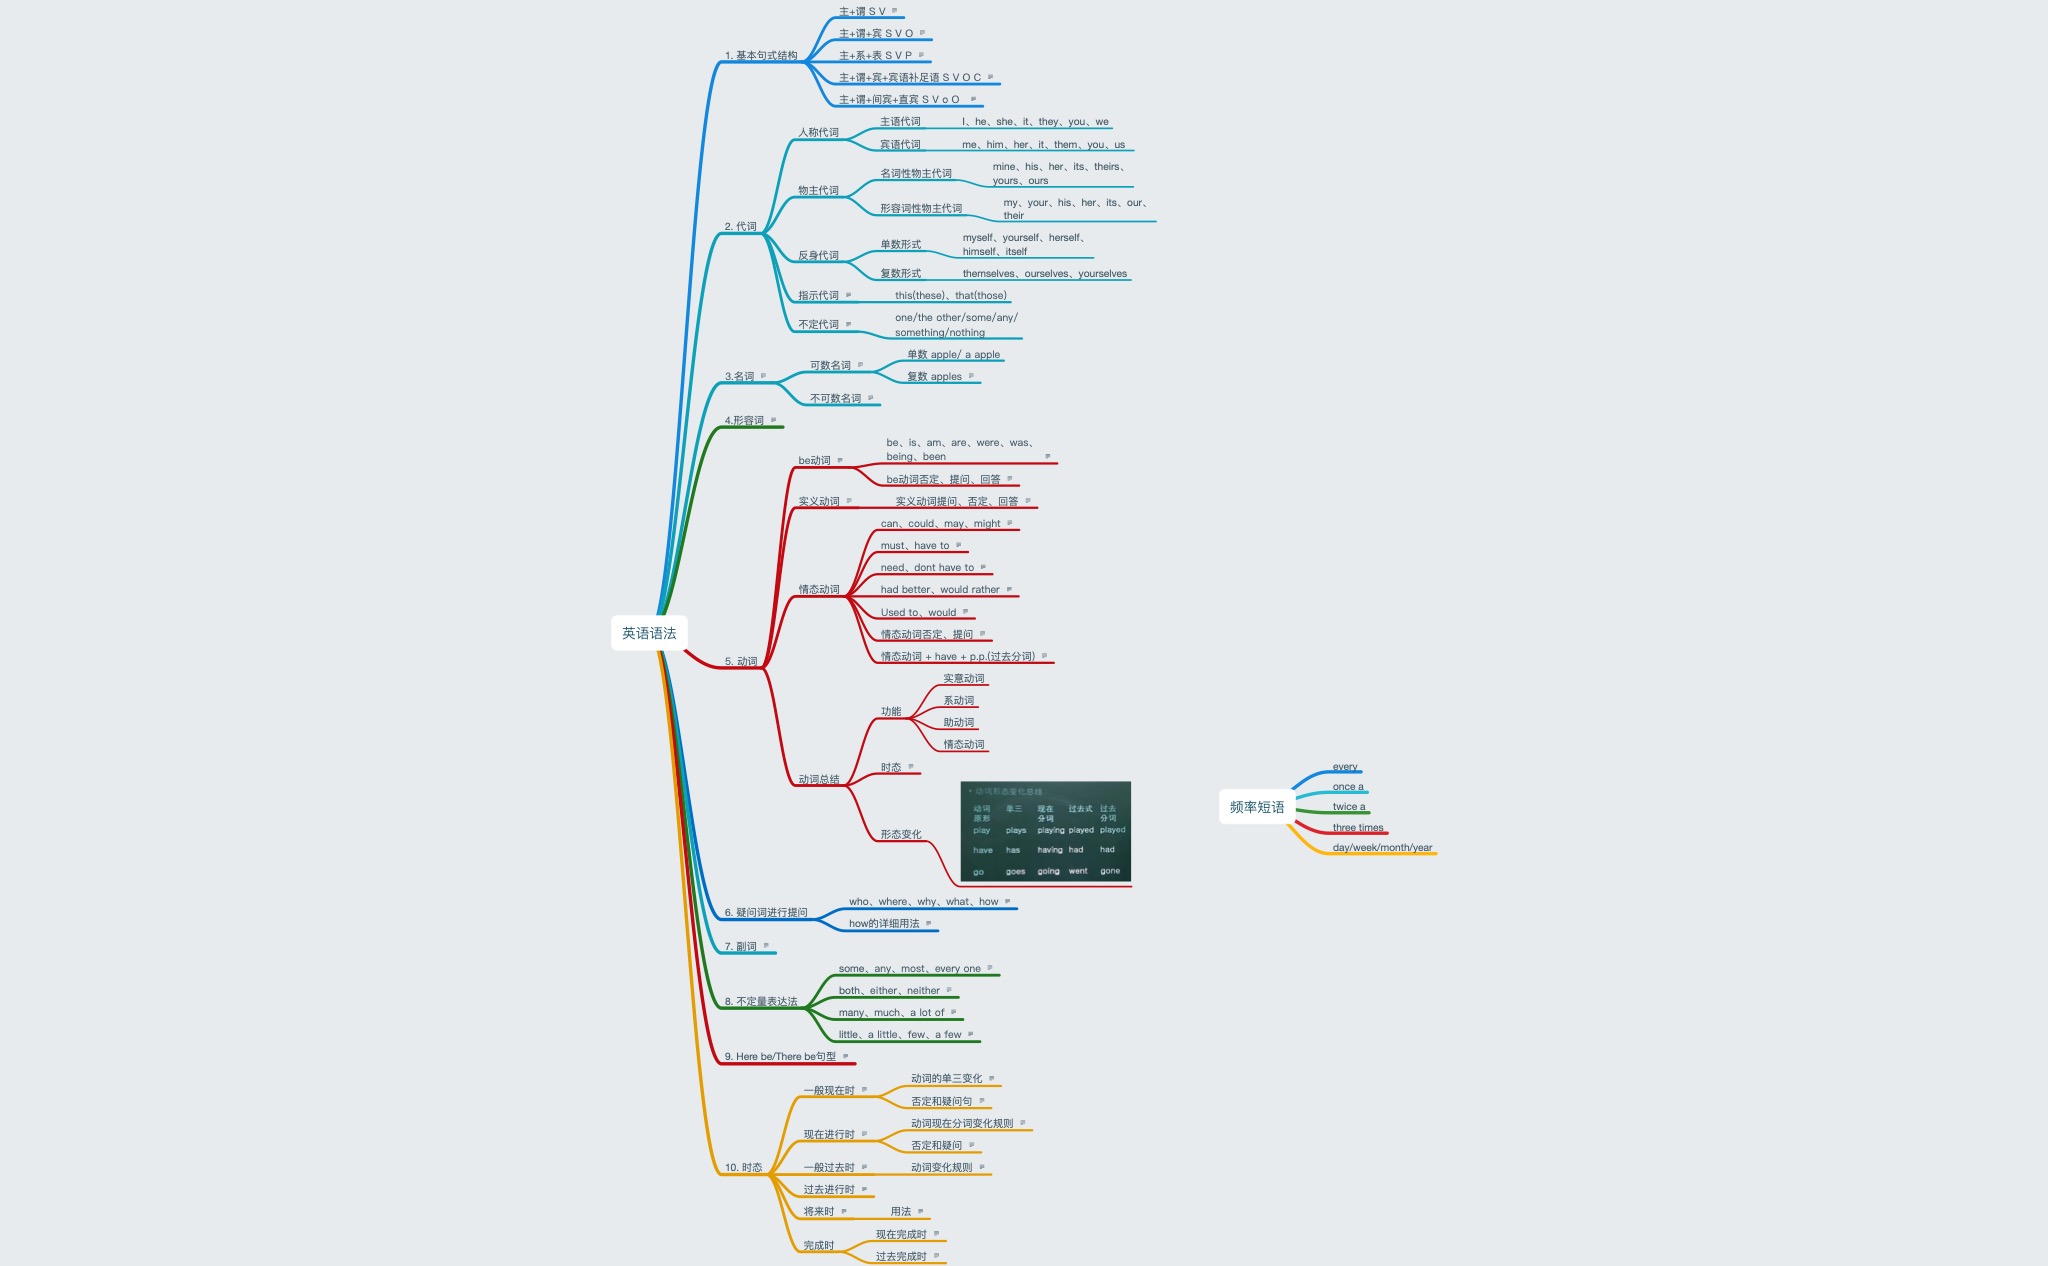 英语语法
1. 基本句式结构
主+谓 S V
主+谓+宾 S V O
主+系+表 S V P
主+谓+宾+宾语补足语 S V O C
主+谓+间宾+直宾 S V o O
2. 代词
人称代词
主语代词
I、he、she、it、they、you、we
宾语代词
me、him、her、it、them、you、us
物主代词
名词性物主代词
mine、his、her、its、theirs、
yours、ours
形容词性物主代词
my、your、his、her、its、our、
their
反身代词
单数形式
myself、yourself、herself、
himself、itself
复数形式
themselves、ourselves、yourselves
指示代词
this(these)、that(those)
不定代词
one/the other/some/any/
something/nothing
3.名词
可数名词
单数 apple/ a apple
复数 apples
不可数名词
4.形容词
5. 动词
be动词
be、is、am、are、were、was、
being、been
be动词否定、提问、回答
实义动词
实义动词提问、否定、回答
情态动词
can、could、may、might
must、have to
need、dont have to
had better、would rather
Used to、would
情态动词否定、提问
情态动词 + have + p.p.(过去分词)
动词总结
功能
实意动词
系动词
助动词
情态动词
时态
形态变化
• 动词形态变化总结
动词 单三 现在 过去式 过去
原形 分词 分词
play plays playing played played
have has having had had
go goes going went gone
6. 疑问词进行提问
who、where、why、what、how
how的详细用法
7. 副词
8. 不定量表达法
some、any、most、every one
both、either、neither
many、much、a lot of
little、a little、few、a few
9. Here be/There be句型
10. 时态
一般现在时
动词的单三变化
否定和疑问句
现在进行时
动词现在分词变化规则
否定和疑问
一般过去时
动词变化规则
过去进行时
将来时
用法
完成时
现在完成时
过去完成时
频率短语
every
once a
twice a
three times
day/week/month/year